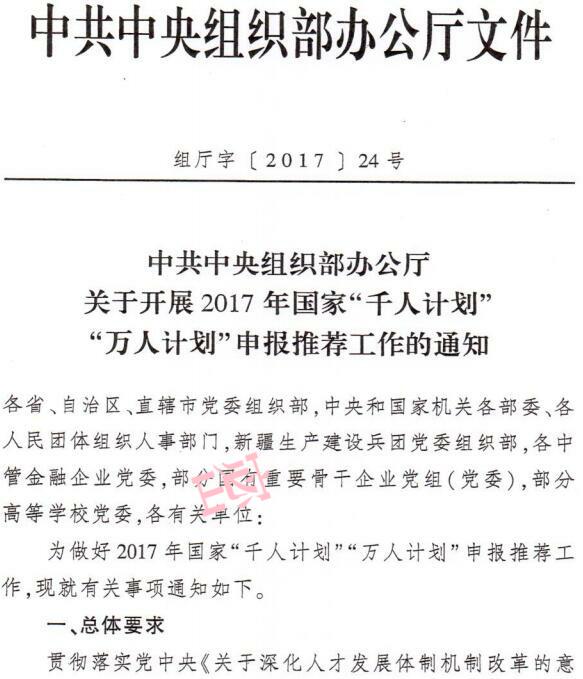 中共中央组织部办公厅文件
组厅字〔2017〕24号
中共中央组织部办公厅
关于开展 2017 年国家“千人计划”
“万人计划”申报推荐工作的通知
各省、自治区、直辖市党委组织部,中央和国家机关各部委、各
人民团体组织人事部门,新疆生产建设兵团党委组织部,各中
管金融企业党委,部分国有重要骨干企业党组(党委),部分
高等学校党委,各有关单位:
为做好 2017 年国家“千人计划”“万人计划”申报推荐工
作,现就有关事项通知如下。
一、总体要求
贯彻落实党中央《关于深化人才发展体制机制改革的意